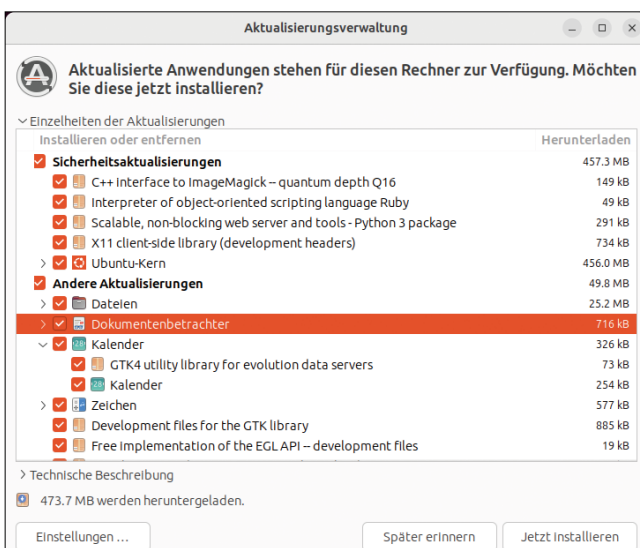 Aktualisierungsverwaltung
Aktualisierte Anwendungen stehen für diesen Rechner zur Verfügung. Möchten
Sie diese jetzt installieren?
Einzelheiten der Aktualisierungen
Installieren oder entfernen Herunterladen
Sicherheitsaktualisierungen 457.3 MB
C++ Interface to ImageMagick -- quantum depth Q16 149 kB
Interpreter of object-oriented scripting language Ruby 49 kB
Scalable, non-blocking web server and tools - Python 3 package 291 kB
X11 client-side library (development headers) 734 kB
Ubuntu-Kern 456.0 MB
Andere Aktualisierungen 49.8 MB
Dateien 25.2 MB
Dokumentenbetrachter 716 kB
Kalender 326 kB
GTK4 utility library for evolution data servers 73 kB
Kalender 254 kB
Zeichen 577 kB
Development files for the GTK library 885 kB
Free implementation of the EGL API -- development files 19 kB
Technische Beschreibung
473.7 MB werden heruntergeladen.
Einstellungen ... Später erinnern Jetzt installieren